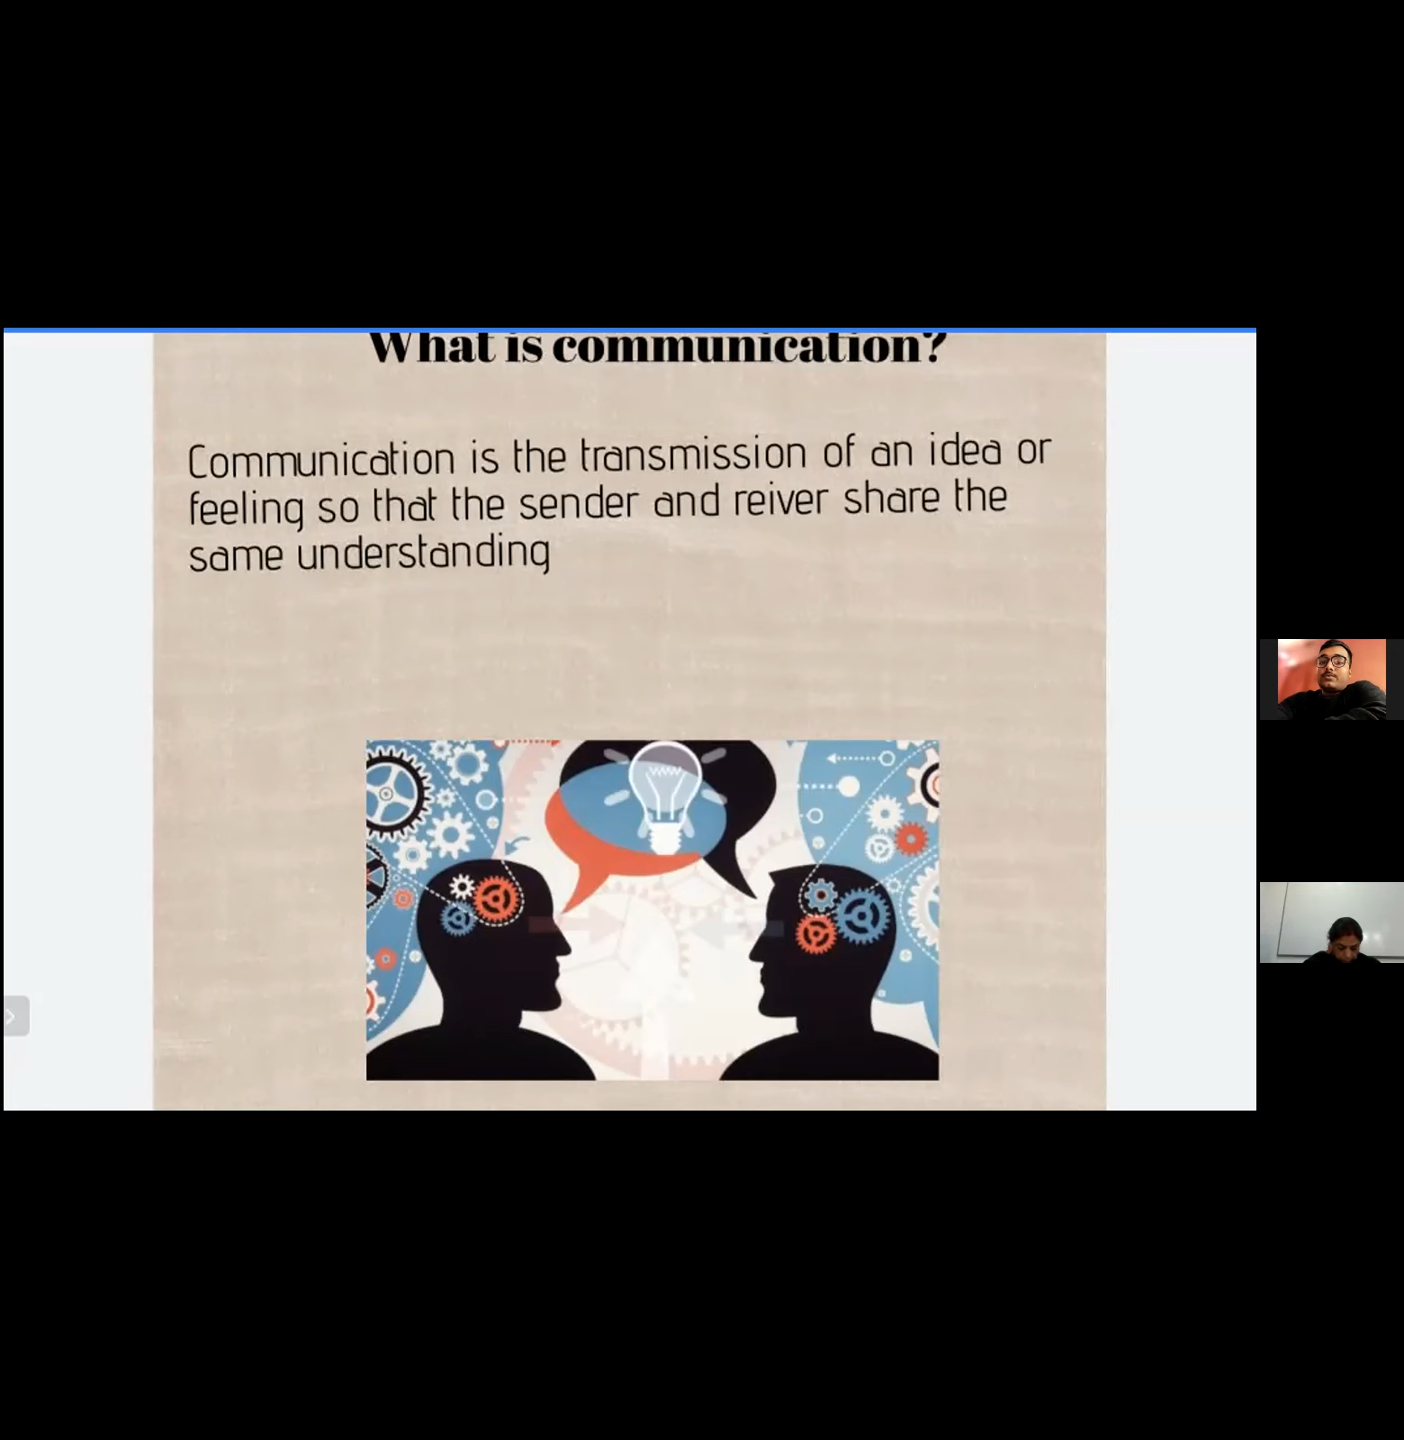 What is communication?
Communication is the transmission of an idea or
feeling so that the sender and reiver share the
same understanding